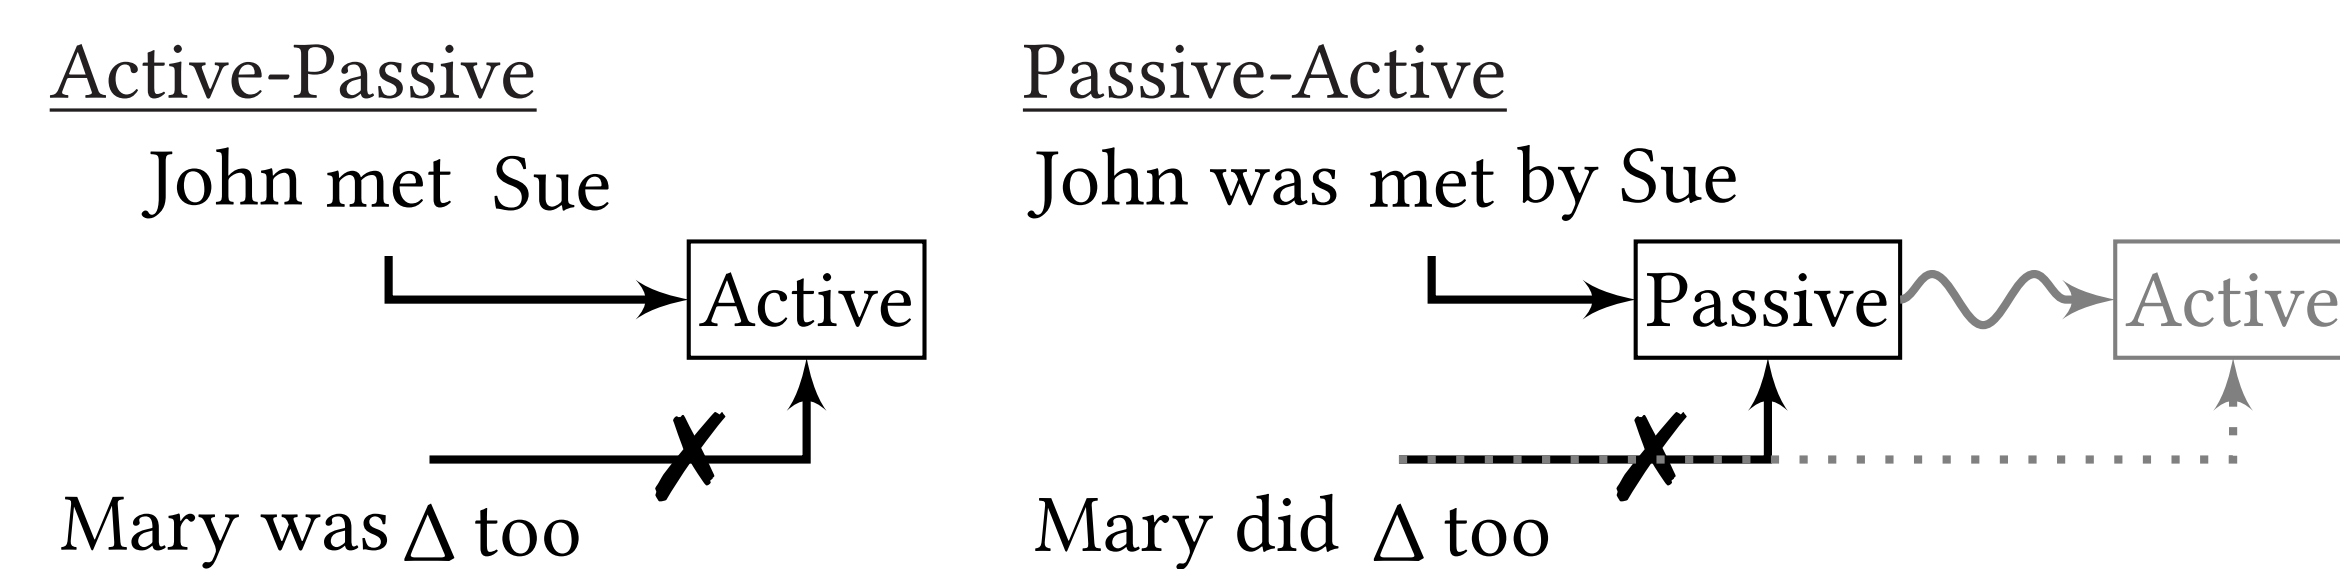 Active-Passive
John met Sue
Active
Mary was Δ too
Passive-Active
John was met by Sue
Passive Active
Mary did Δ too